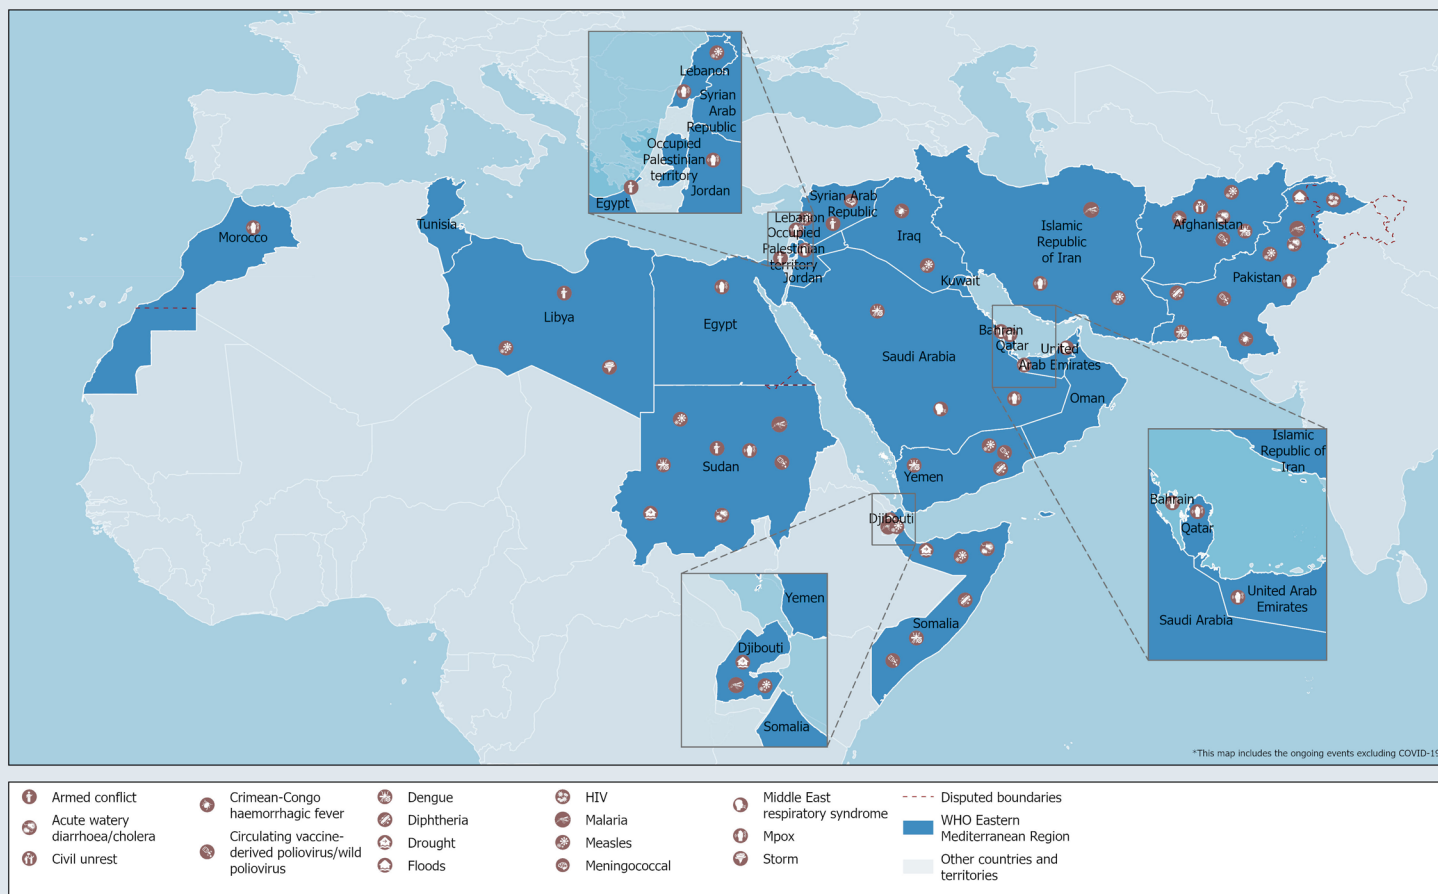 Lebanon
Syrian
Arab
Republic
Occupied
Palestinian
territory
Jordan
Egypt
Morocco
Tunisia
Libya
Egypt
Syrian Arab
Republic
Lebanon
Occupied
Palestinian
territory
Jordan
Iraq
Kuwait
Islamic
Republic
of Iran
Afghanistan
Pakistan
Saudi Arabia
Bahrain
Qatar
United
Arab Emirates
Oman
Sudan
Yemen
Djibouti
Somalia
Yemen
Djibouti
Somalia
Islamic
Republic of
Iran
Bahrain
Qatar
United Arab
Emirates
Saudi Arabia
*This map includes the ongoing events excluding COVID-19
Armed conflict
Acute watery
diarrhoea/cholera
Civil unrest
Crimean-Congo
haemorrhagic fever
Circulating vaccine-
derived poliovirus/wild
poliovirus
Dengue
Diphtheria
Drought
Floods
HIV
Malaria
Measles
Meningococcal
Middle East
respiratory syndrome
Mpox
Storm
Disputed boundaries
WHO Eastern
Mediterranean Region
Other countries and
territories